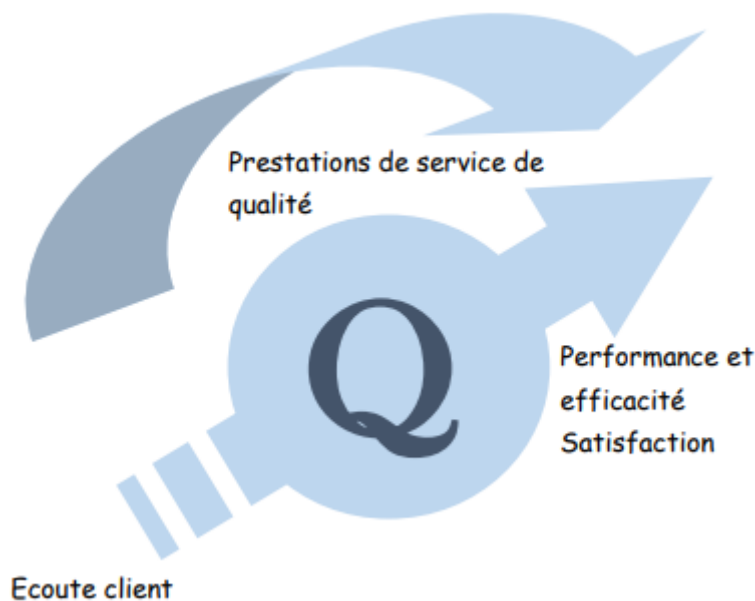 Prestations de service de
qualité
Q
Performance et
efficacité
Satisfaction
Ecoute client